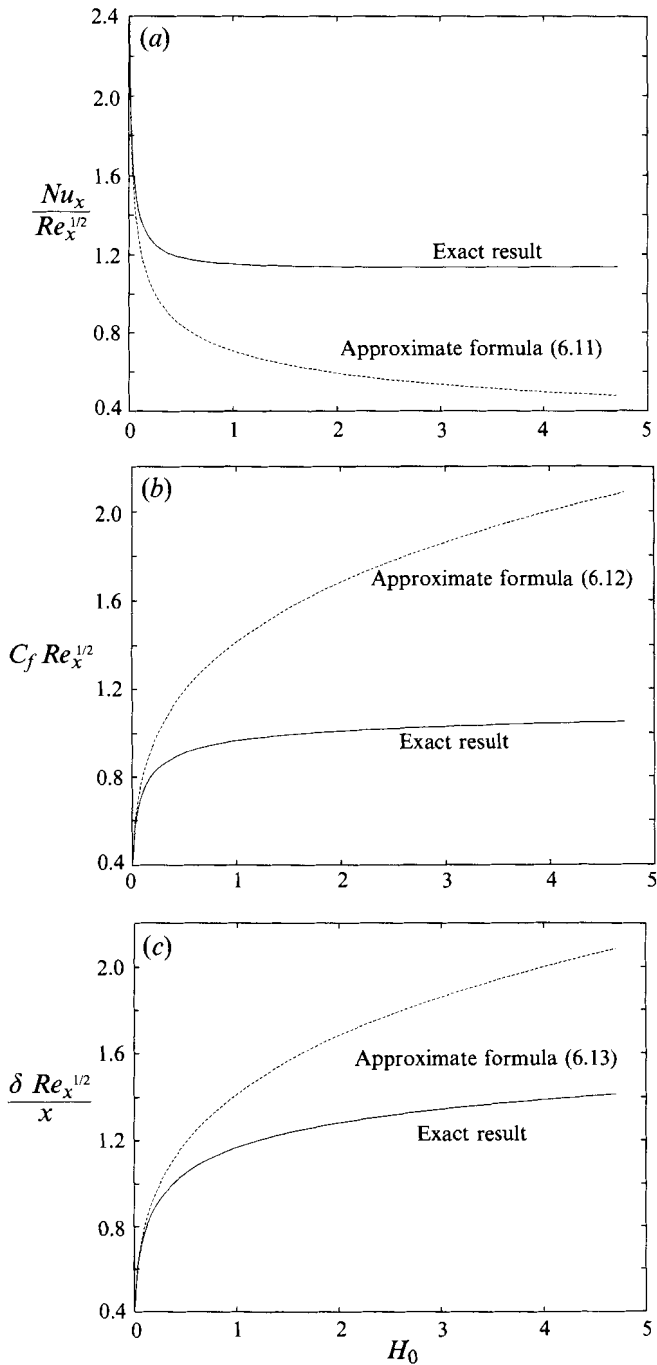 (a)
2.4
2.0
1.6
1.2
0.8
0.4
Nu_x
Re_x^{1/2}
Exact result
Approximate formula (6.11)
0 1 2 3 4 5
(b)
2.0
1.6
1.2
0.8
0.4
C_f Re_x^{1/2}
Approximate formula (6.12)
Exact result
0 1 2 3 4 5
(c)
2.0
1.6
1.2
0.8
0.4
δ Re_x^{1/2}
x
Approximate formula (6.13)
Exact result
0 1 2 3 4 5
H_0